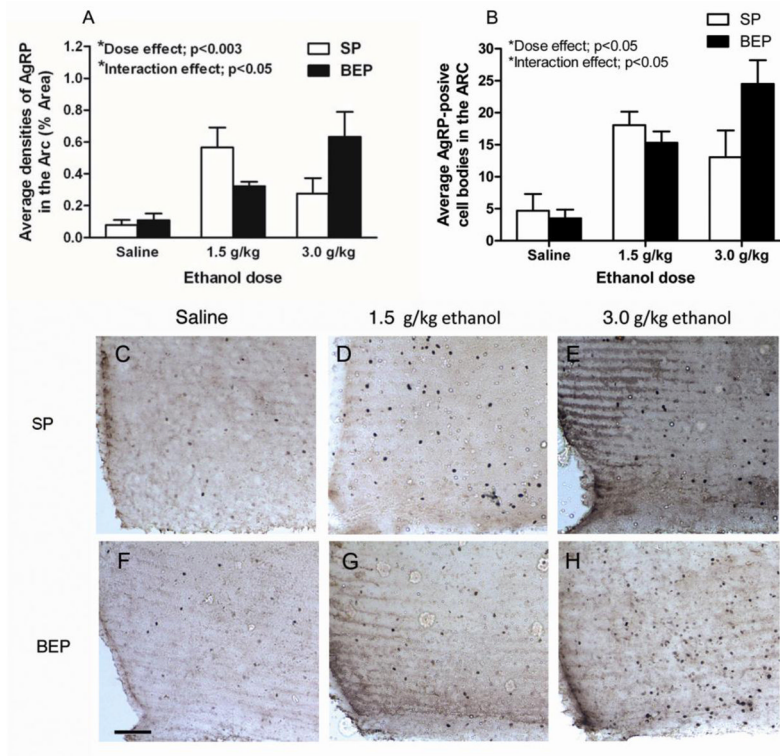 A
*Dose effect; p<0.003
*Interaction effect; p<0.05
SP
BEP
Average densities of AgRP
in the Arc (% Area)
1.2
1.0
0.8
0.6
0.4
0.2
0.0
Saline
1.5 g/kg
3.0 g/kg
Ethanol dose
B
*Dose effect; p<0.05
*Interaction effect; p<0.05
SP
BEP
Average AgRP-posive
cell bodies in the ARC
30
25
20
15
10
5
0
Saline
1.5 g/kg
3.0 g/kg
Ethanol dose
Saline
1.5 g/kg ethanol
3.0 g/kg ethanol
SP
C
D
E
BEP
F
G
H